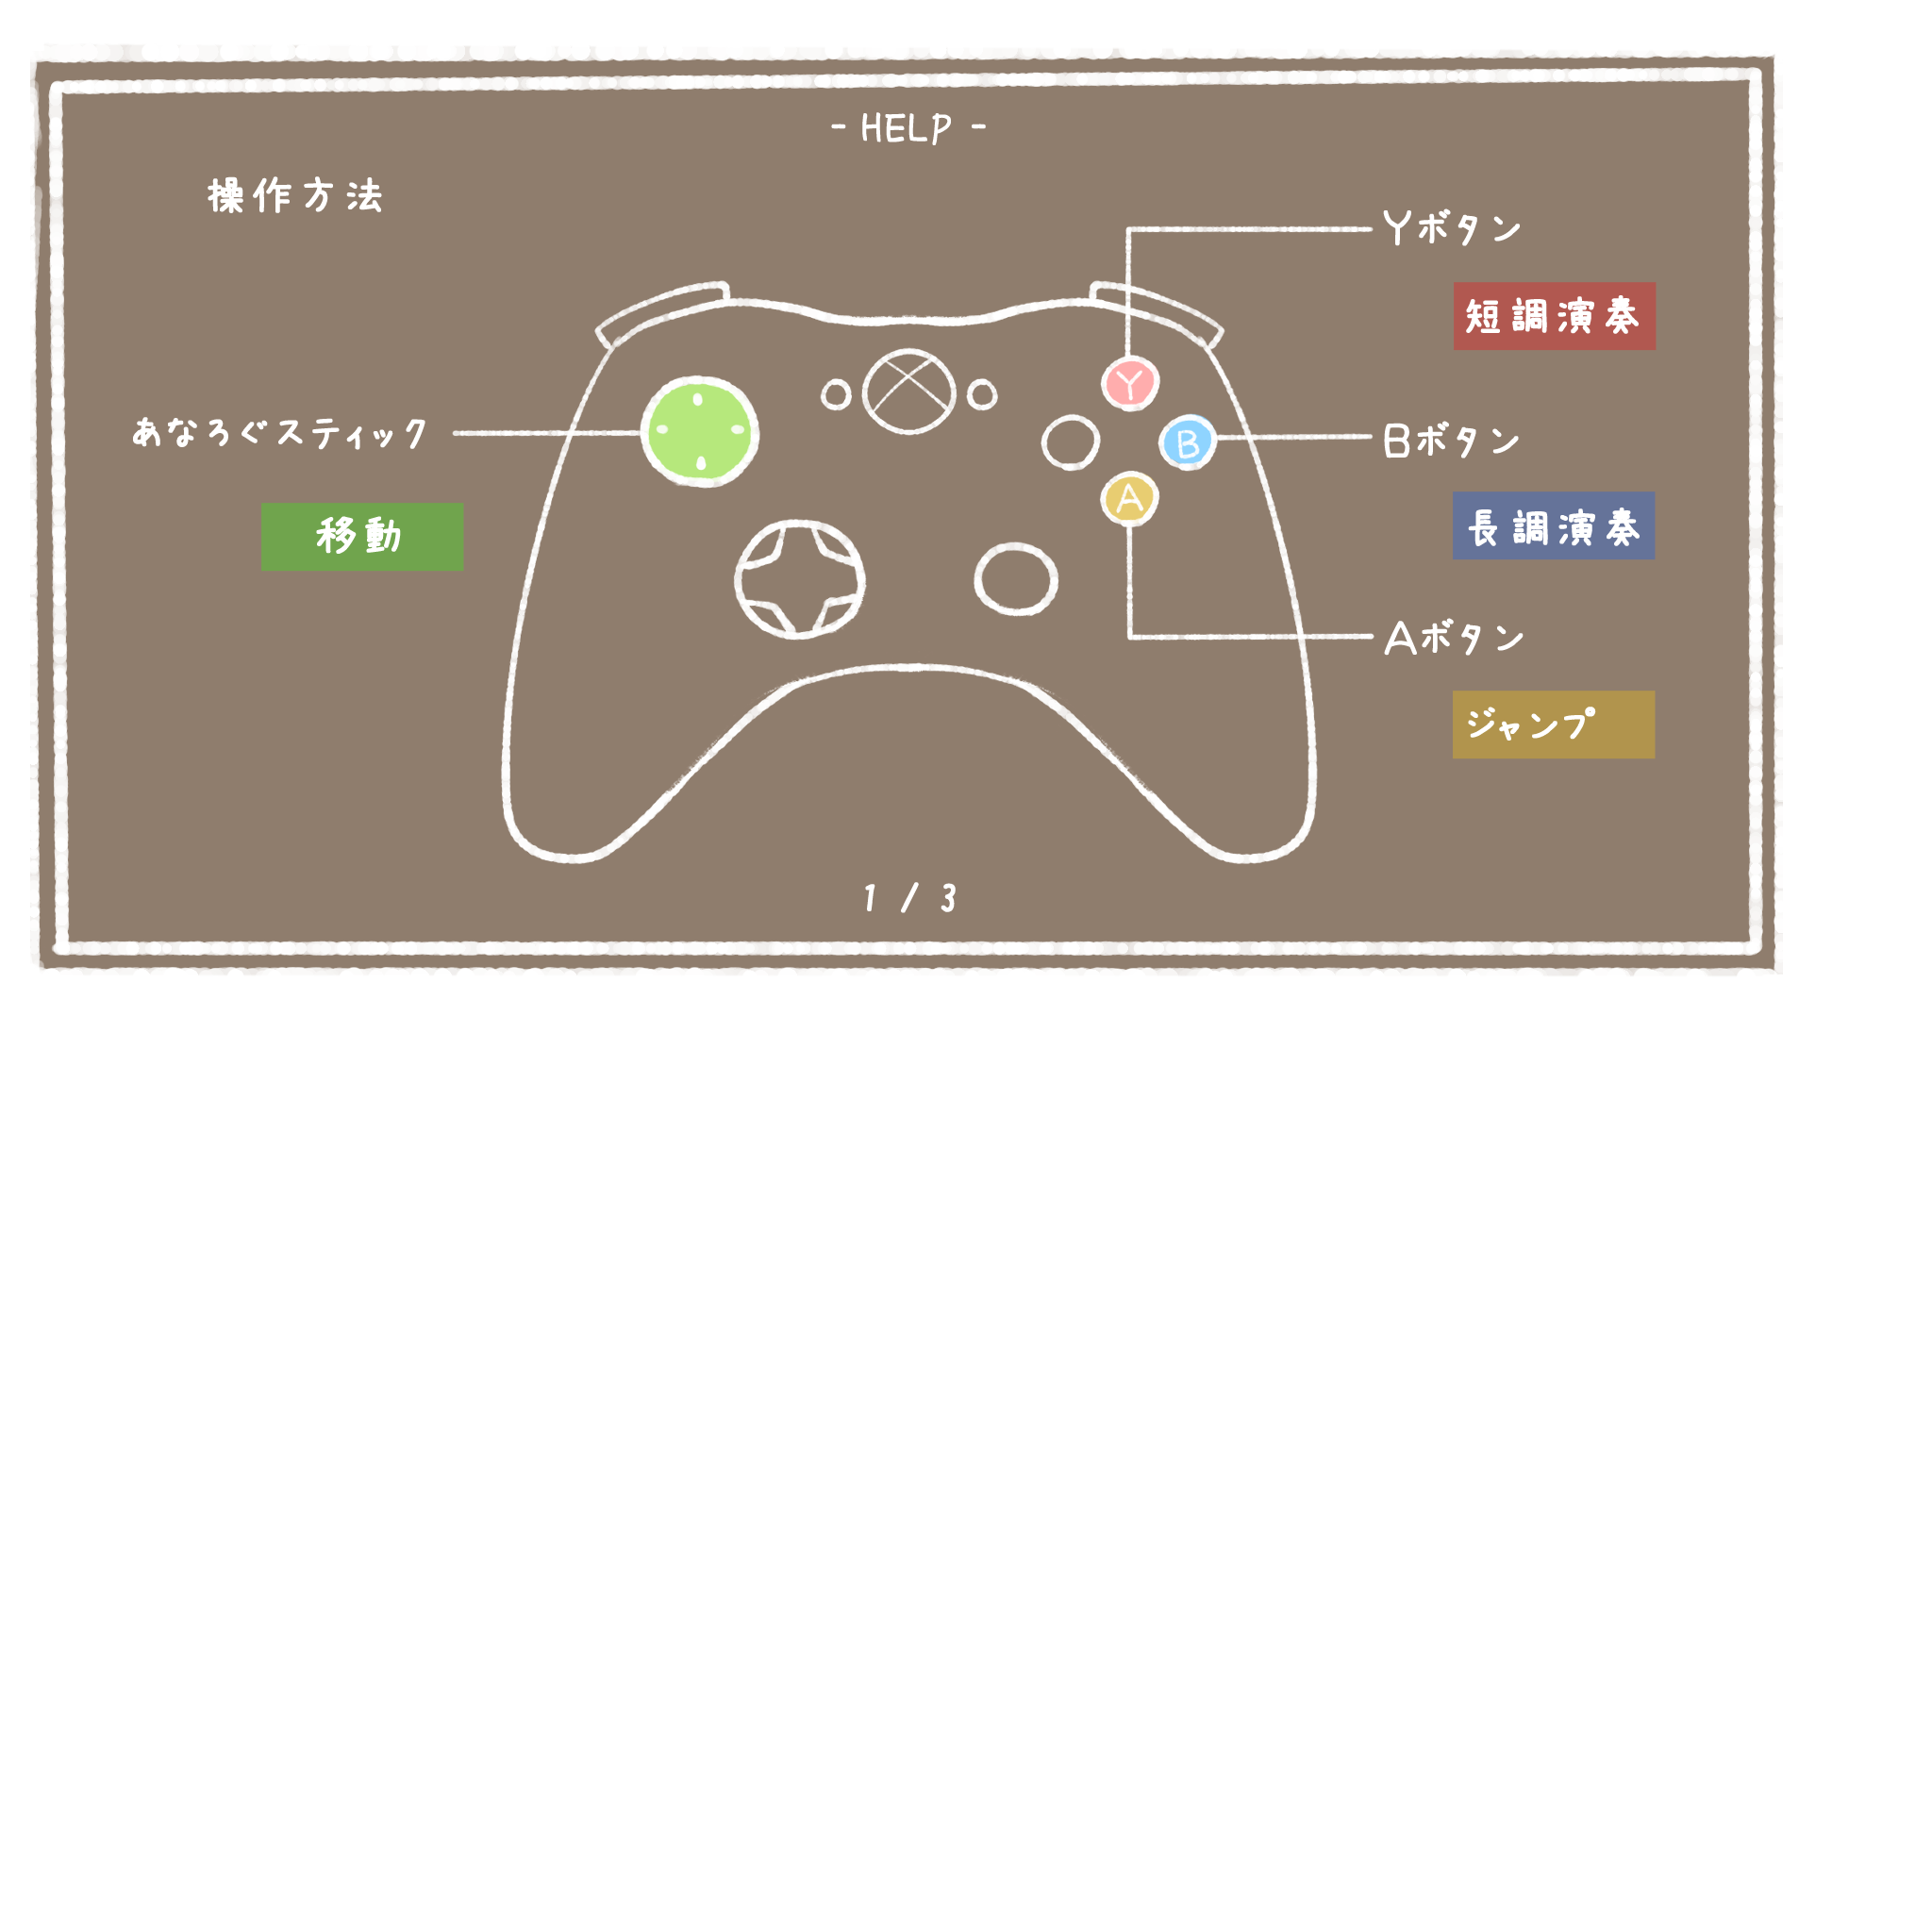 - HELP -
操作方法
Yボタン
短調演奏
Y
あなろぐスティック
B
Bボタン
A
移動
長調演奏
Aボタン
ジャンプ
1 / 3